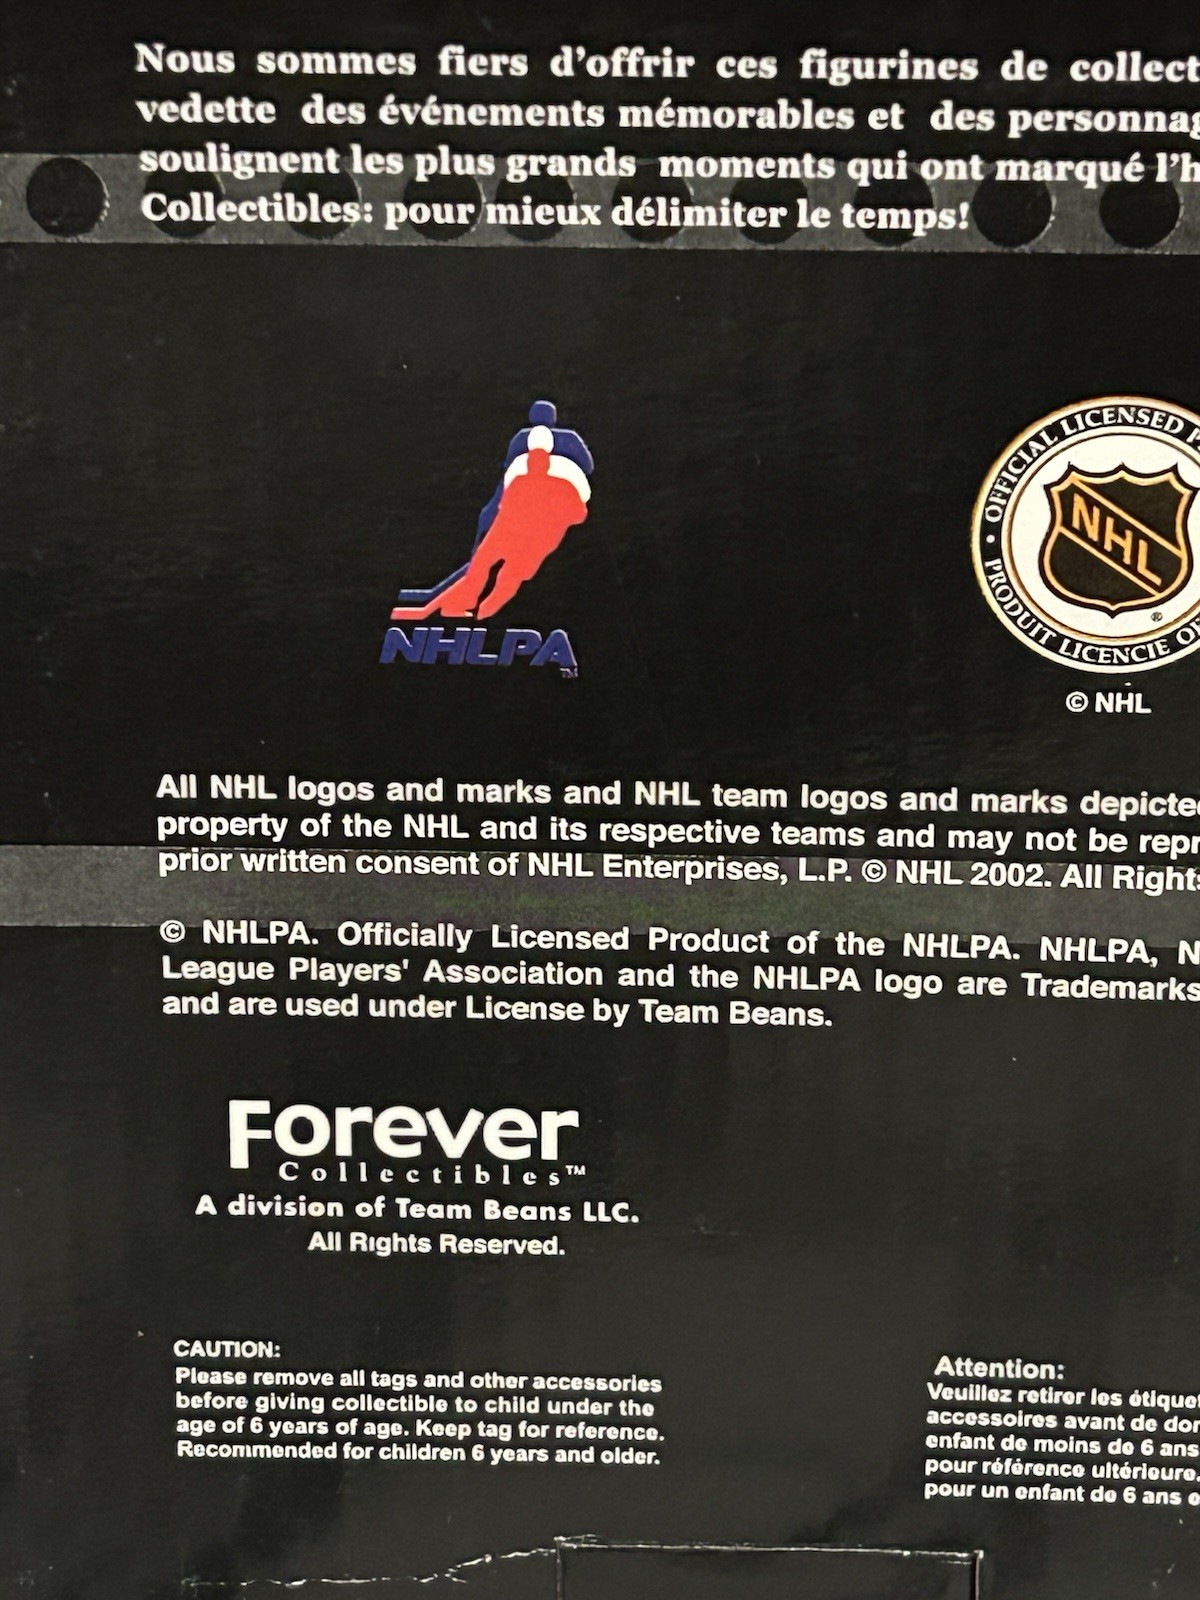 Nous sommes fiers d'offrir ces figurines de collect
vedette des événements mémorables et des personnag
soulignent les plus grands moments qui ont marqué l'h
Collectibles: pour mieux délimiter le temps!
NHLPA™
• OFFICIAL LICENSED P
NHL
®
PRODUIT LICENCIE OF
© NHL
All NHL logos and marks and NHL team logos and marks depicte
property of the NHL and its respective teams and may not be repr
prior written consent of NHL Enterprises, L.P. © NHL 2002. All Rights
© NHLPA. Officially Licensed Product of the NHLPA. NHLPA, N
League Players' Association and the NHLPA logo are Trademarks
and are used under License by Team Beans.
Forever
Collectibles™
A division of Team Beans LLC.
All Rights Reserved.
CAUTION:
Please remove all tags and other accessories
before giving collectible to child under the
age of 6 years of age. Keep tag for reference.
Recommended for children 6 years and older.
Attention:
Veuillez retirer les étiquet
accessoires avant de don
enfant de moins de 6 ans
pour référence ultérieure.
pour un enfant de 6 ans o